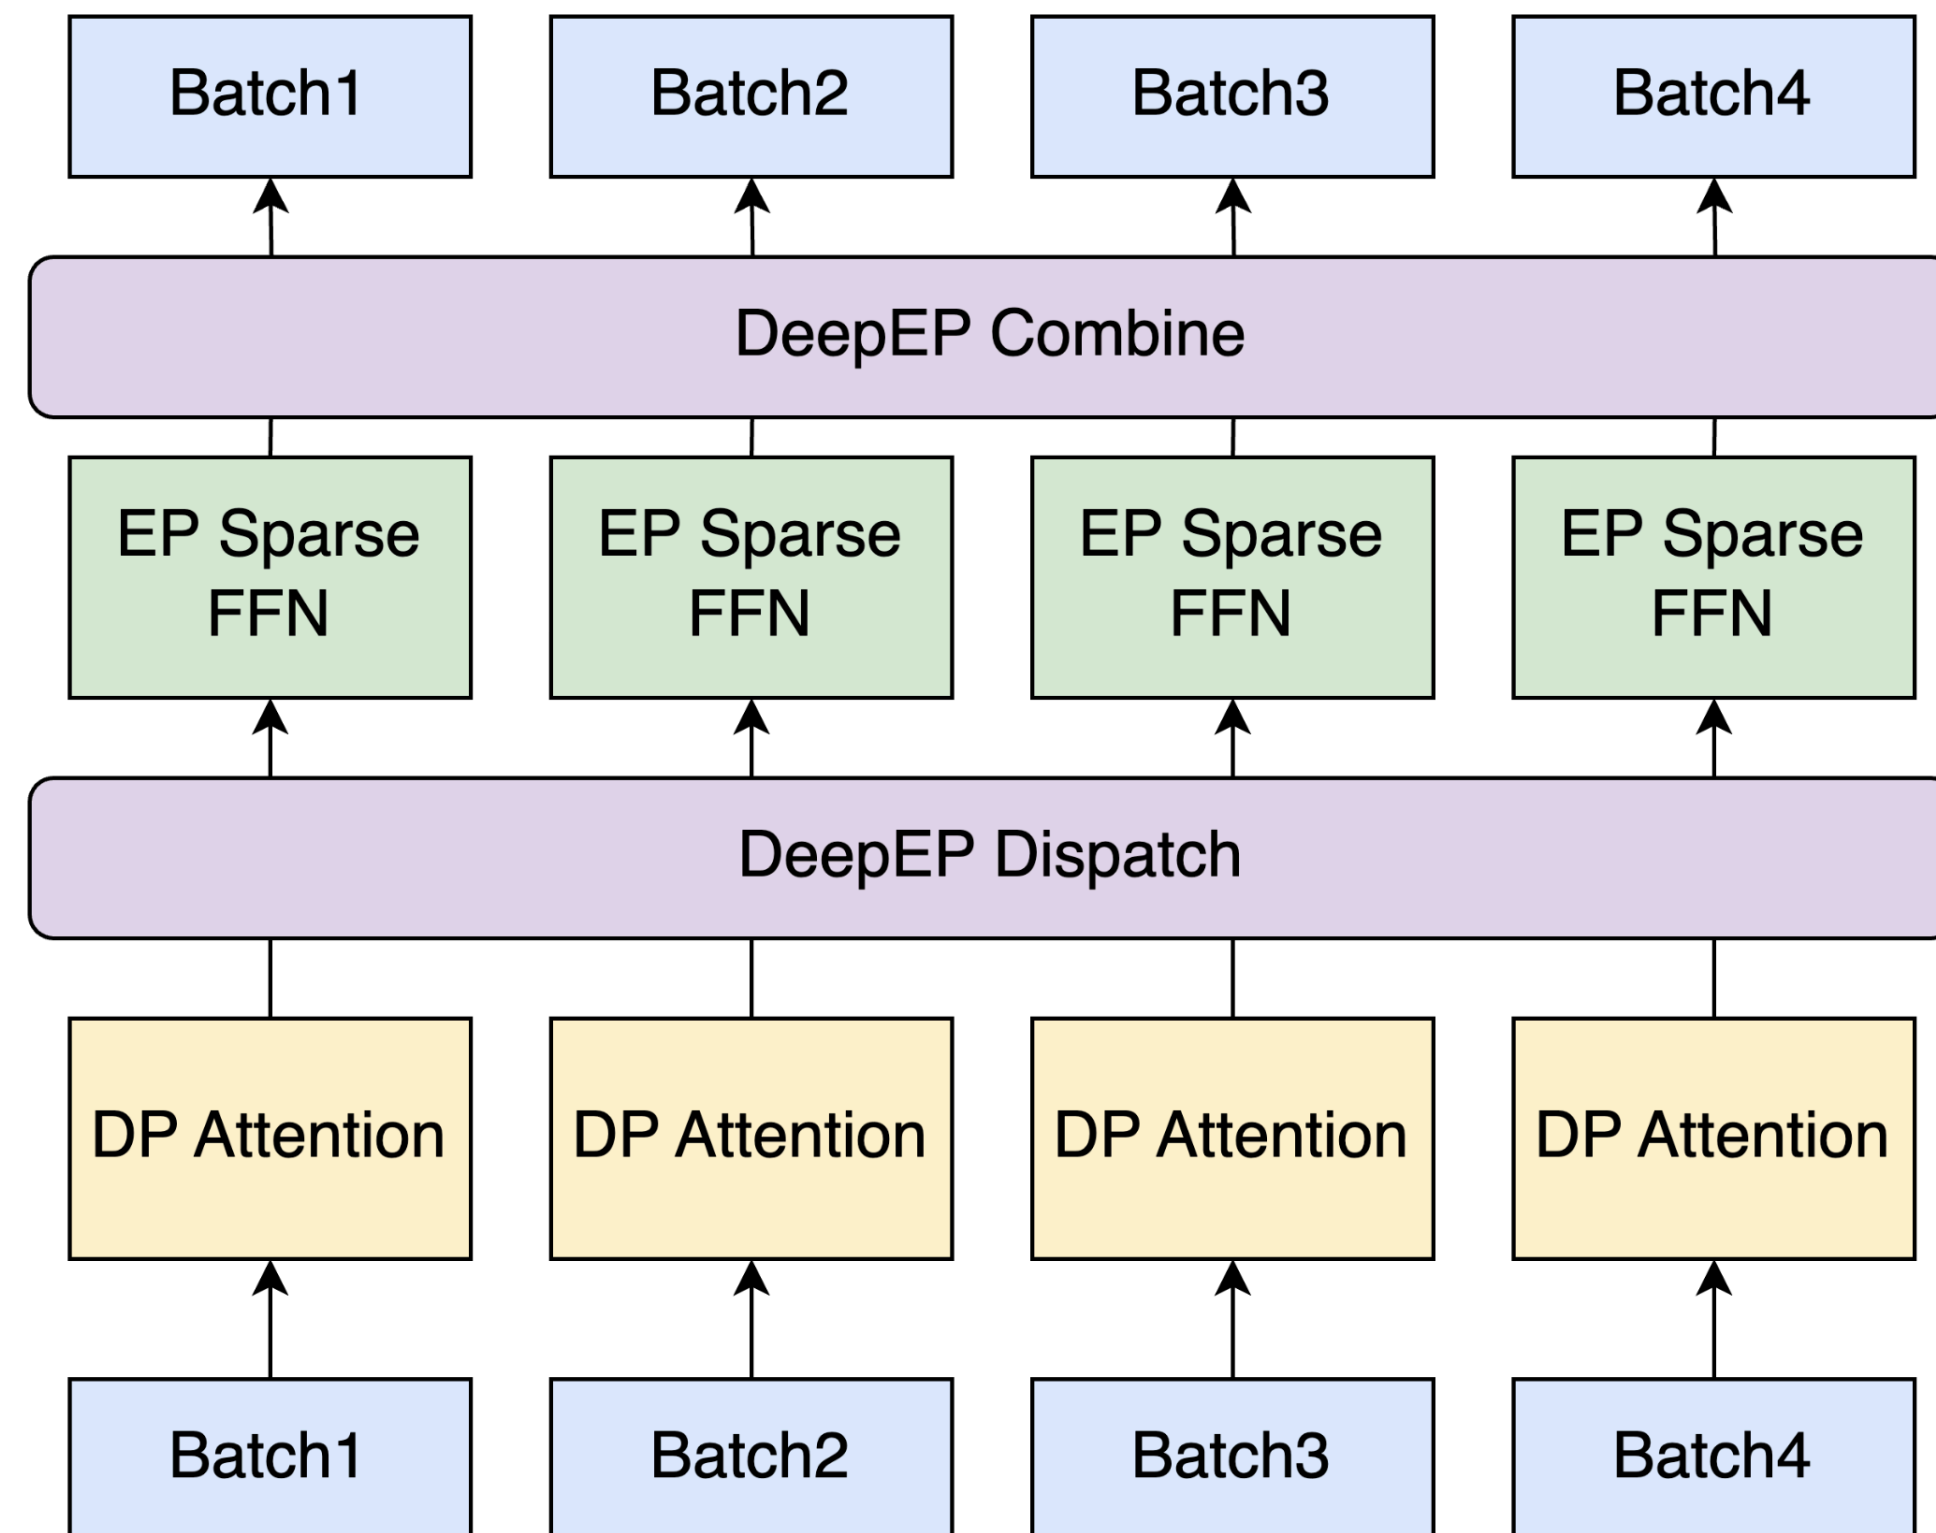 Batch1
Batch2
Batch3
Batch4
DeepEP Combine
EP Sparse
FFN
EP Sparse
FFN
EP Sparse
FFN
EP Sparse
FFN
DeepEP Dispatch
DP Attention
DP Attention
DP Attention
DP Attention
Batch1
Batch2
Batch3
Batch4